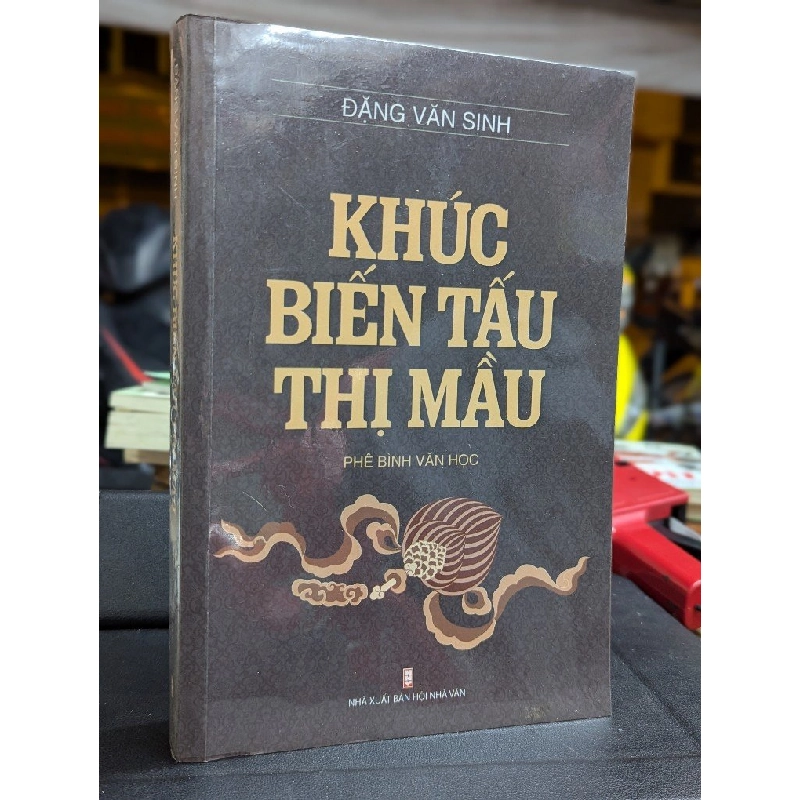 ĐẶNG VĂN SINH
KHÚC
BIẾN TẤU
THỊ MẦU
PHÊ BÌNH VĂN HỌC
NHÀ XUẤT BẢN HỘI NHÀ VĂN